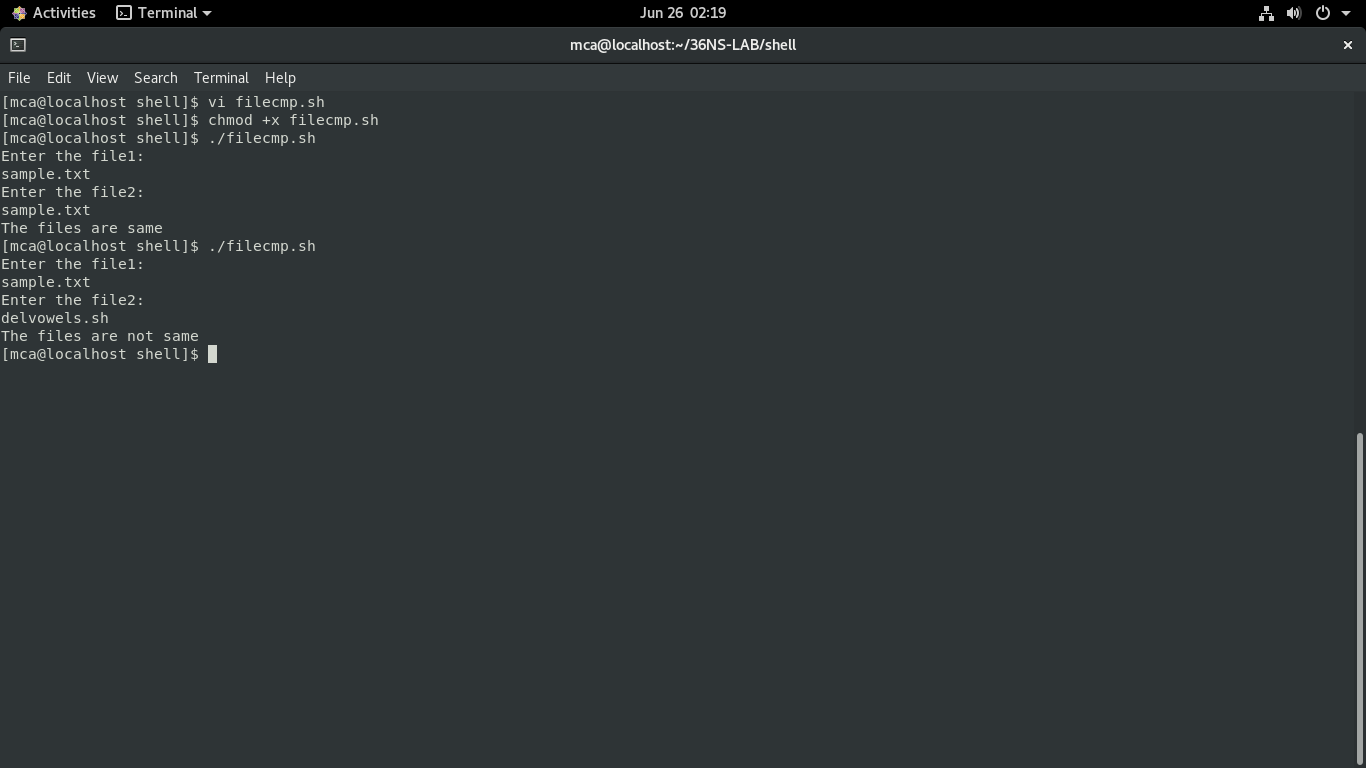 Activities Terminal Jun 26 02:19
mca@localhost:~/36NS-LAB/shell
File Edit View Search Terminal Help
[mca@localhost shell]$ vi filecmp.sh
[mca@localhost shell]$ chmod +x filecmp.sh
[mca@localhost shell]$ ./filecmp.sh
Enter the file1:
sample.txt
Enter the file2:
sample.txt
The files are same
[mca@localhost shell]$ ./filecmp.sh
Enter the file1:
sample.txt
Enter the file2:
delvowels.sh
The files are not same
[mca@localhost shell]$